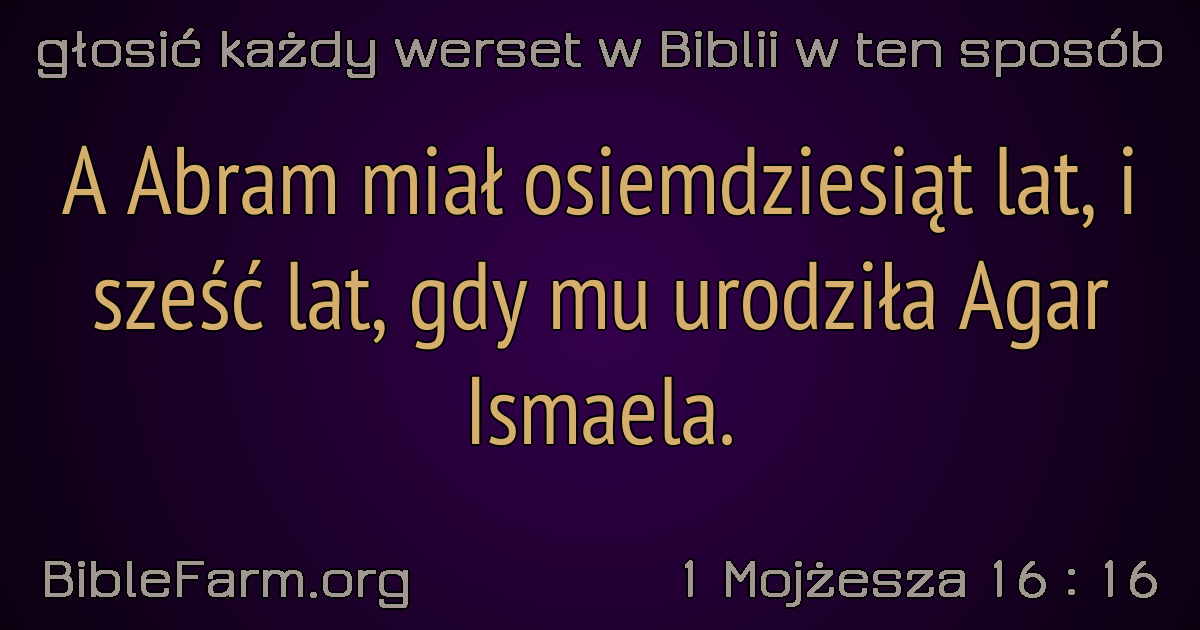 głosić każdy werset w Biblii w ten sposób
A Abram miał osiemdziesiąt lat, i
sześć lat, gdy mu urodziła Agar
Ismaela.
BibleFarm.org
1 Mojżesza 16 : 16